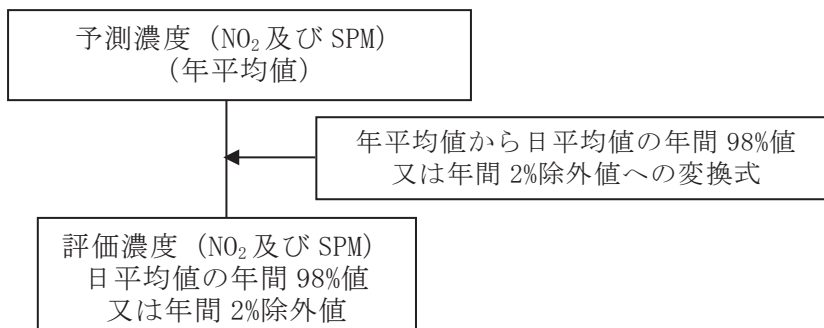 予測濃度（NO₂及び SPM）
（年平均値）
年平均値から日平均値の年間 98%値
又は年間 2%除外値への変換式
評価濃度（NO₂及び SPM）
日平均値の年間 98%値
又は年間 2%除外値